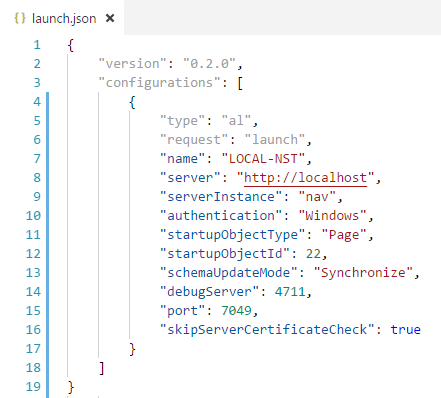 {} launch.json ×
1 {
2 "version": "0.2.0",
3 "configurations": [
4 {
5 "type": "al",
6 "request": "launch",
7 "name": "LOCAL-NST",
8 "server": "http://localhost",
9 "serverInstance": "nav",
10 "authentication": "Windows",
11 "startupObjectType": "Page",
12 "startupObjectId": 22,
13 "schemaUpdateMode": "Synchronize",
14 "debugServer": 4711,
15 "port": 7049,
16 "skipServerCertificateCheck": true
17 }
18 ]
19 }